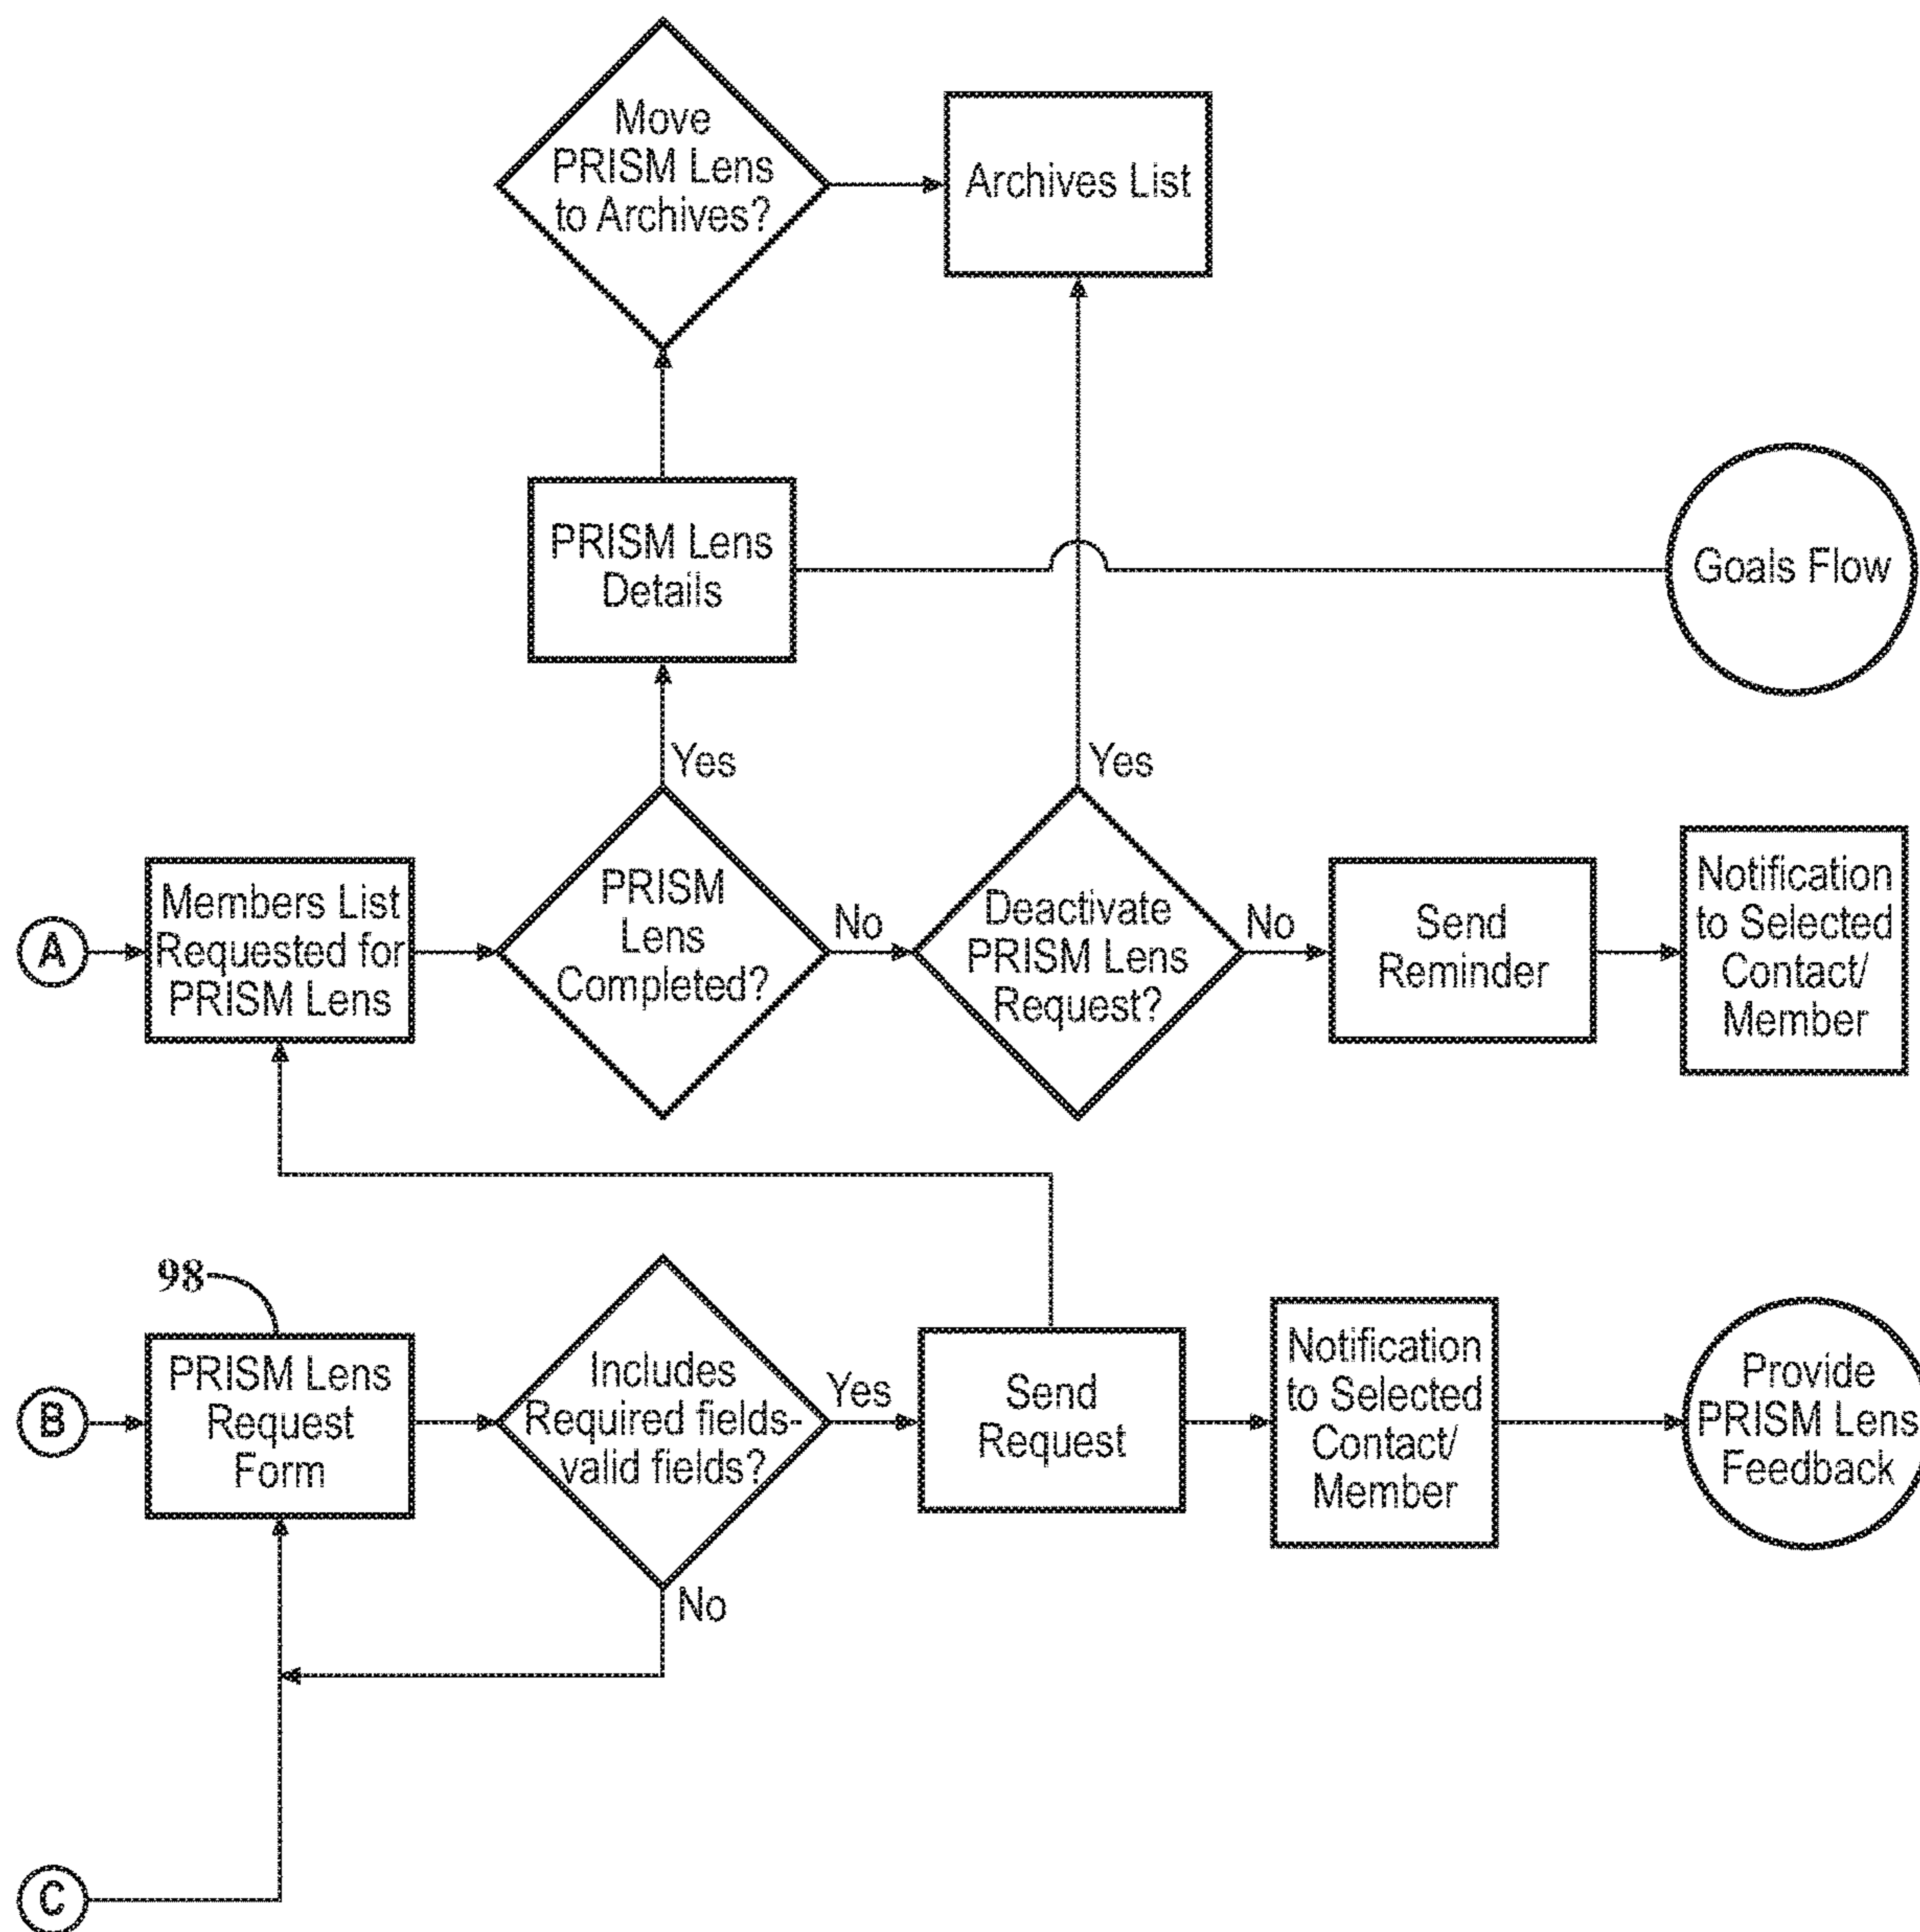 Move
PRISM Lens
to Archives?
Archives List
PRISM Lens
Details
Goals Flow
Yes
Yes
A
Members List
Requested for
PRISM Lens
PRISM
Lens
Completed?
No
Deactivate
PRISM Lens
Request?
No
Send
Reminder
Notification
to Selected
Contact/
Member
98
B
PRISM Lens
Request
Form
Includes
Required fields-
valid fields?
Yes
Send
Request
Notification
to Selected
Contact/
Member
Provide
PRISM Lens
Feedback
No
C